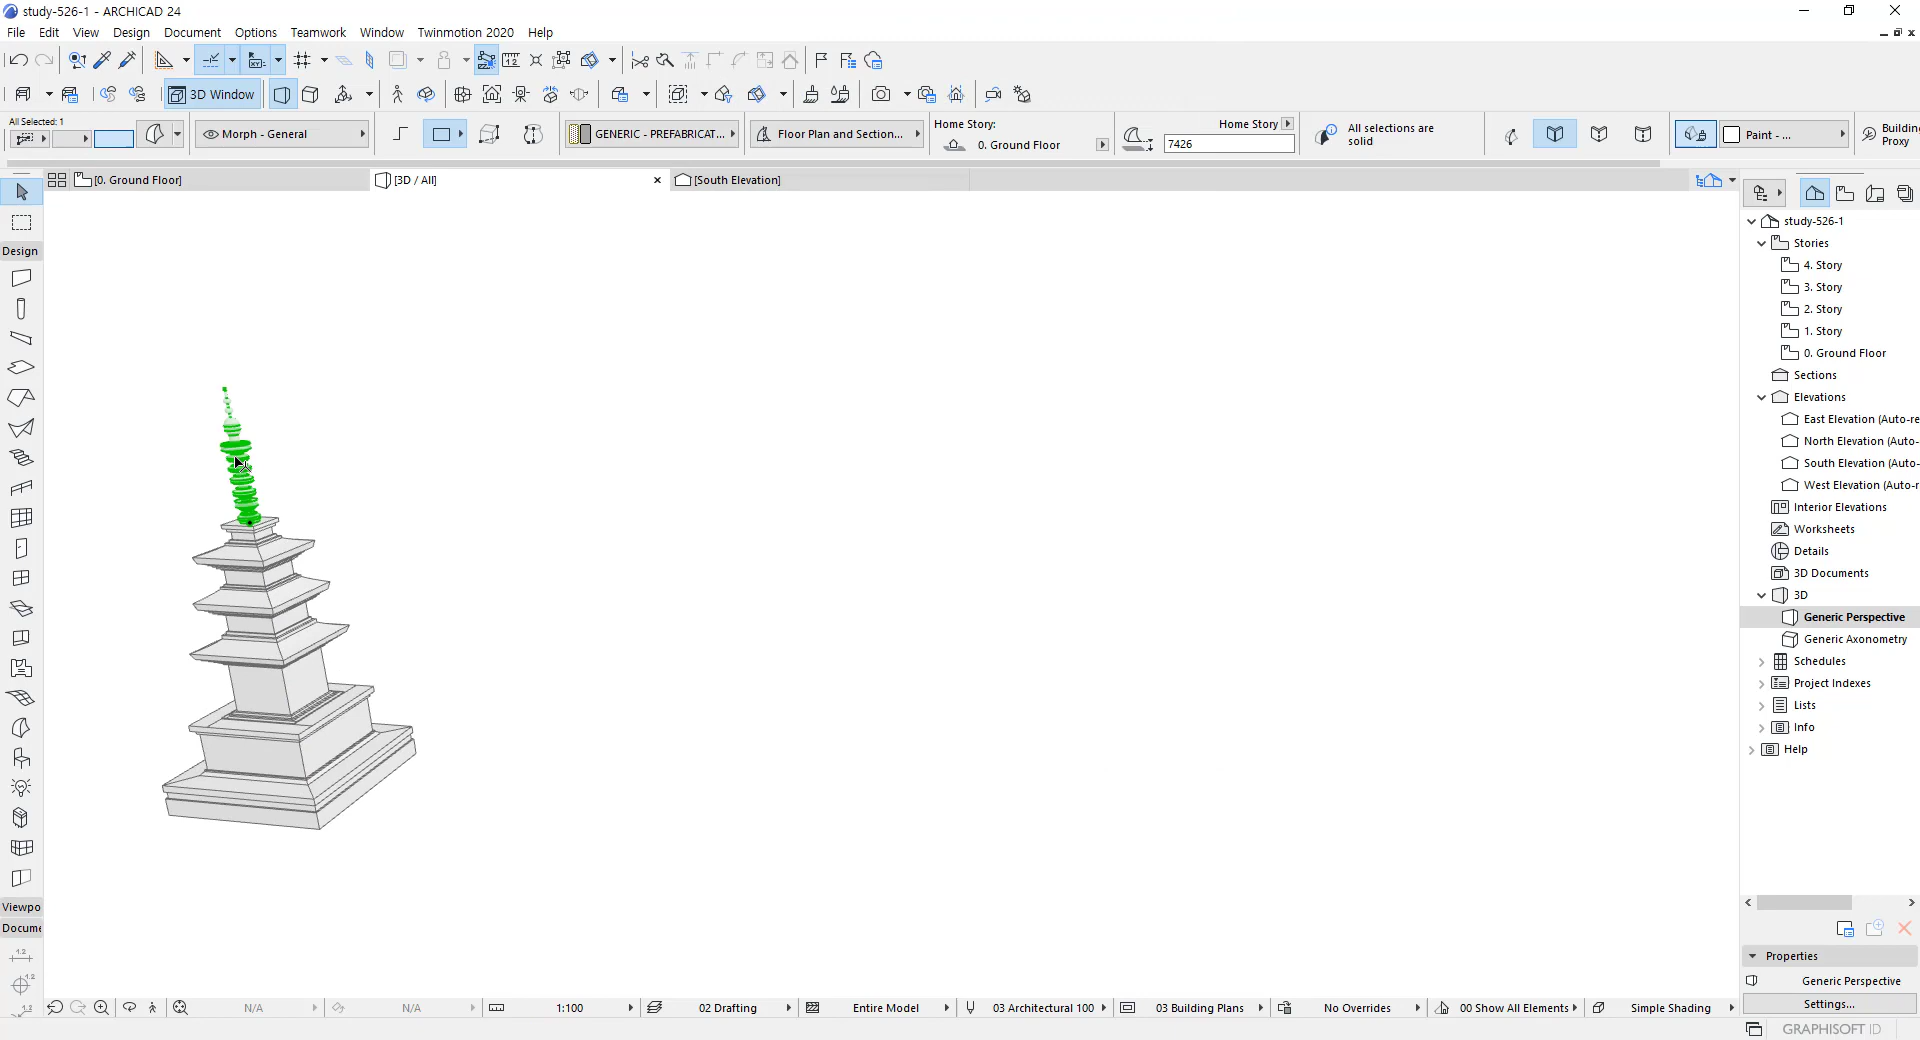 study-526-1 - ARCHICAD 24
File Edit View Design Document Options Teamwork Window Twinmotion 2020 Help
3D Window
All Selected: 1
Morph - General
GENERIC - PREFABRICAT...
Floor Plan and Section...
Home Story:
0. Ground Floor
Home Story
7426
All selections are
solid
Paint - ...
Building
Proxy
[0. Ground Floor]
[3D / All]
[South Elevation]
Design
Viewpo
Docume
study-526-1
Stories
4. Story
3. Story
2. Story
1. Story
0. Ground Floor
Sections
Elevations
East Elevation (Auto-re
North Elevation (Auto-
South Elevation (Auto-
West Elevation (Auto-r
Interior Elevations
Worksheets
Details
3D Documents
3D
Generic Perspective
Generic Axonometry
Schedules
Project Indexes
Lists
Info
Help
Properties
Generic Perspective
Settings...
N/A
N/A
1:100
02 Drafting
Entire Model
03 Architectural 100
03 Building Plans
No Overrides
00 Show All Elements
Simple Shading
GRAPHISOFT ID